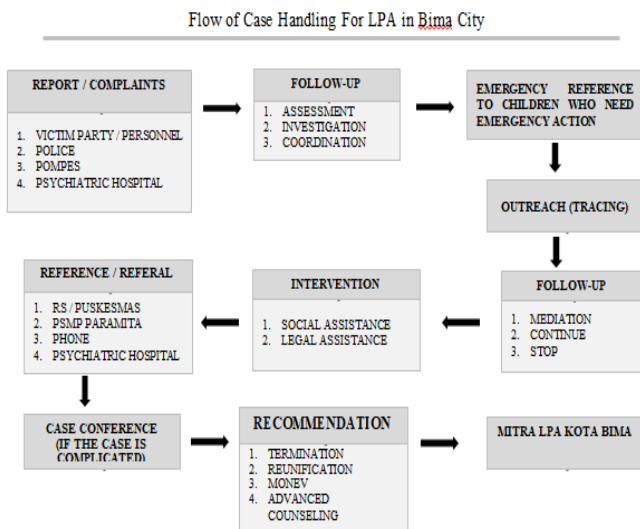 Flow of Case Handling For LPA in Bima City
REPORT / COMPLAINTS
1. VICTIM PARTY / PERSONNEL
2. POLICE
3. POMPES
4. PSYCHIATRIC HOSPITAL
FOLLOW-UP
1. ASSESSMENT
2. INVESTIGATION
3. COORDINATION
EMERGENCY REFERENCE
TO CHILDREN WHO NEED
EMERGENCY ACTION
OUTREACH (TRACING)
FOLLOW-UP
1. MEDIATION
2. CONTINUE
3. STOP
INTERVENTION
1. SOCIAL ASSISTANCE
2. LEGAL ASSISTANCE
REFERENCE / REFERAL
1. RS / PUSKESMAS
2. PSMP PARAMITA
3. PHONE
4. PSYCHIATRIC HOSPITAL
CASE CONFERENCE
(IF THE CASE IS
COMPLICATED)
RECOMMENDATION
1. TERMINATION
2. REUNIFICATION
3. MONEV
4. ADVANCED
COUNSELING
MITRA LPA KOTA BIMA